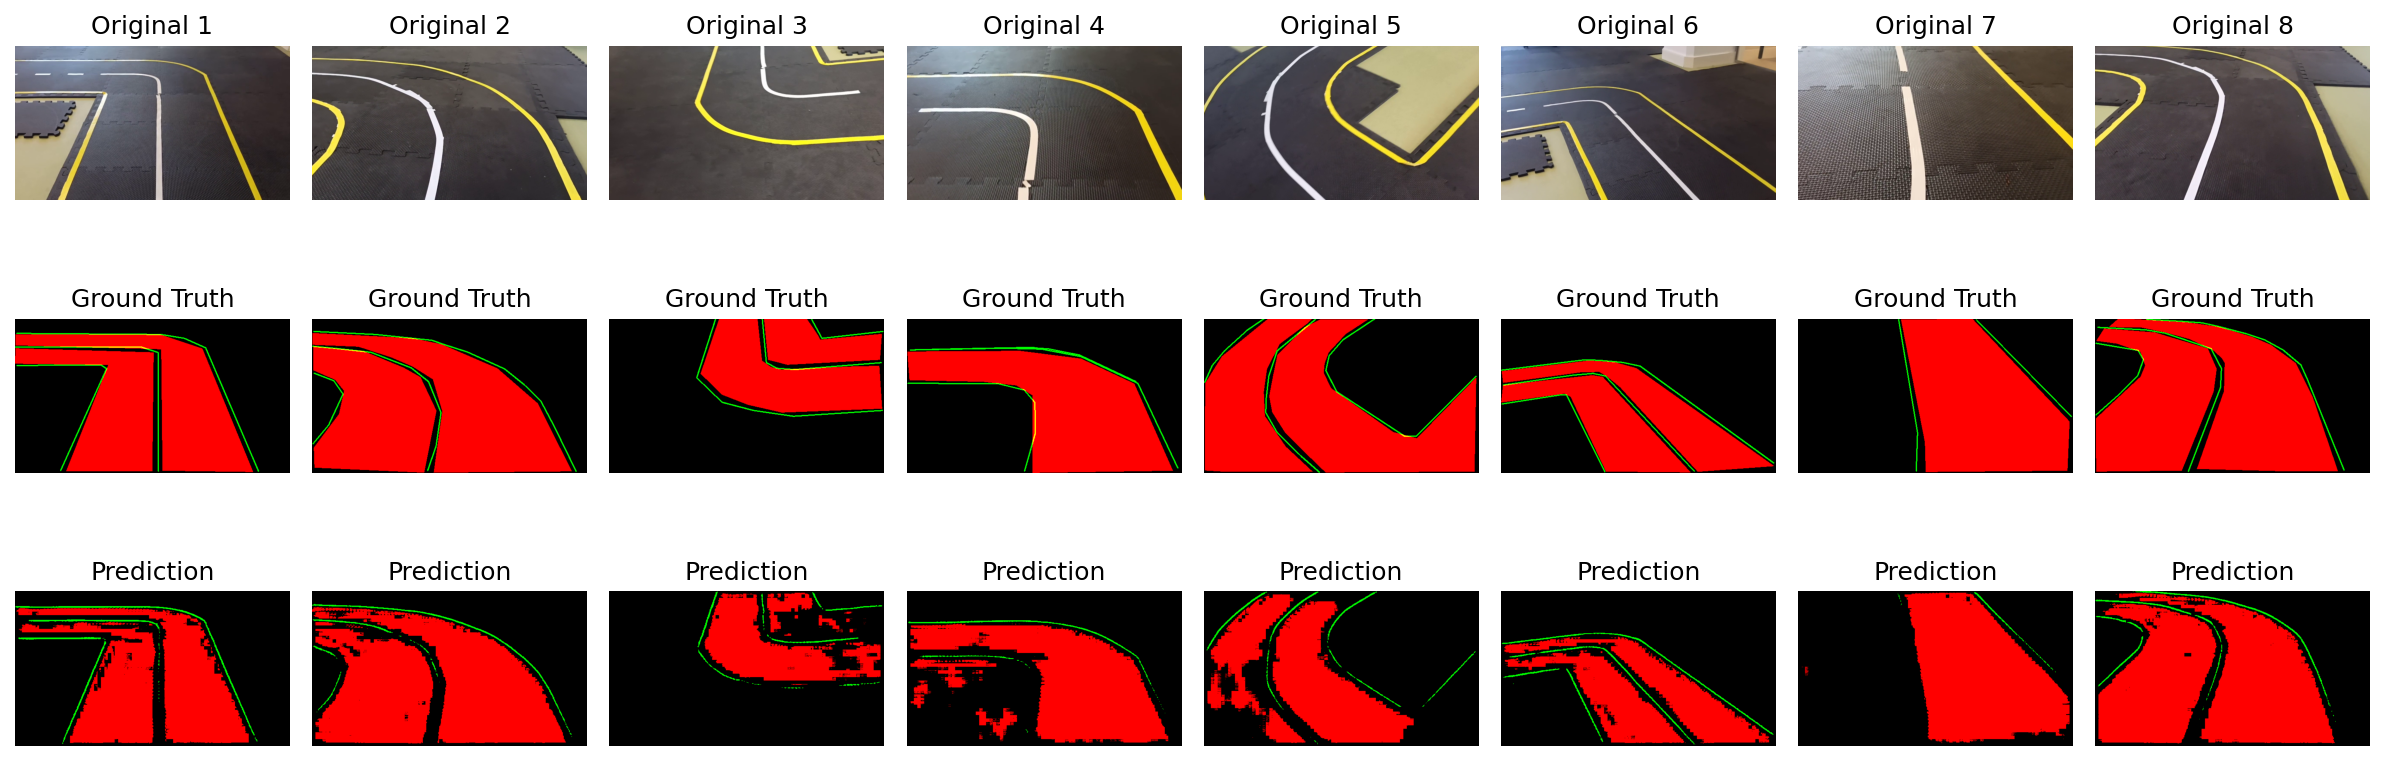 Original 1
Original 2
Original 3
Original 4
Original 5
Original 6
Original 7
Original 8
Ground Truth
Ground Truth
Ground Truth
Ground Truth
Ground Truth
Ground Truth
Ground Truth
Ground Truth
Prediction
Prediction
Prediction
Prediction
Prediction
Prediction
Prediction
Prediction